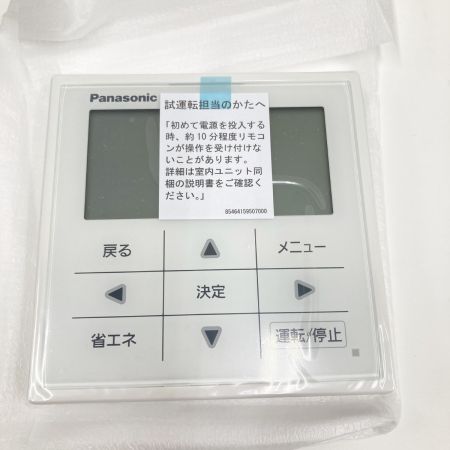 Panasonic
試運転担当のかたへ
「初めて電源を投入する
時、約10分程度リモコ
ンが操作を受け付けな
いことがあります。
詳細は室内ユニット同
梱の説明書をご確認く
ださい。」
85464159507000
戻る
メニュー
決定
省エネ
運転/停止